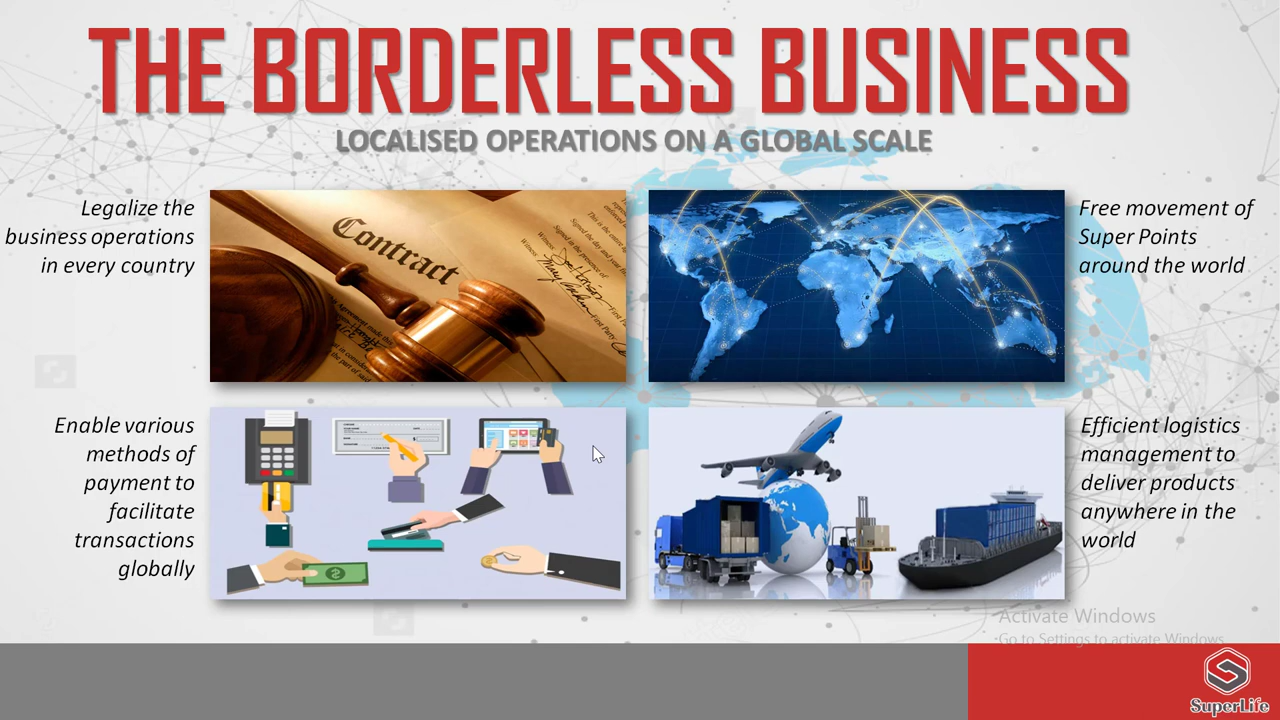 THE BORDERLESS BUSINESS
LOCALISED OPERATIONS ON A GLOBAL SCALE
Legalize the
business operations
in every country
Contract
Free movement of
Super Points
around the world
Enable various
methods of
payment to
facilitate
transactions
globally
Efficient logistics
management to
deliver products
anywhere in the
world
Activate Windows
Go to Settings to activate Windows.
SuperLife